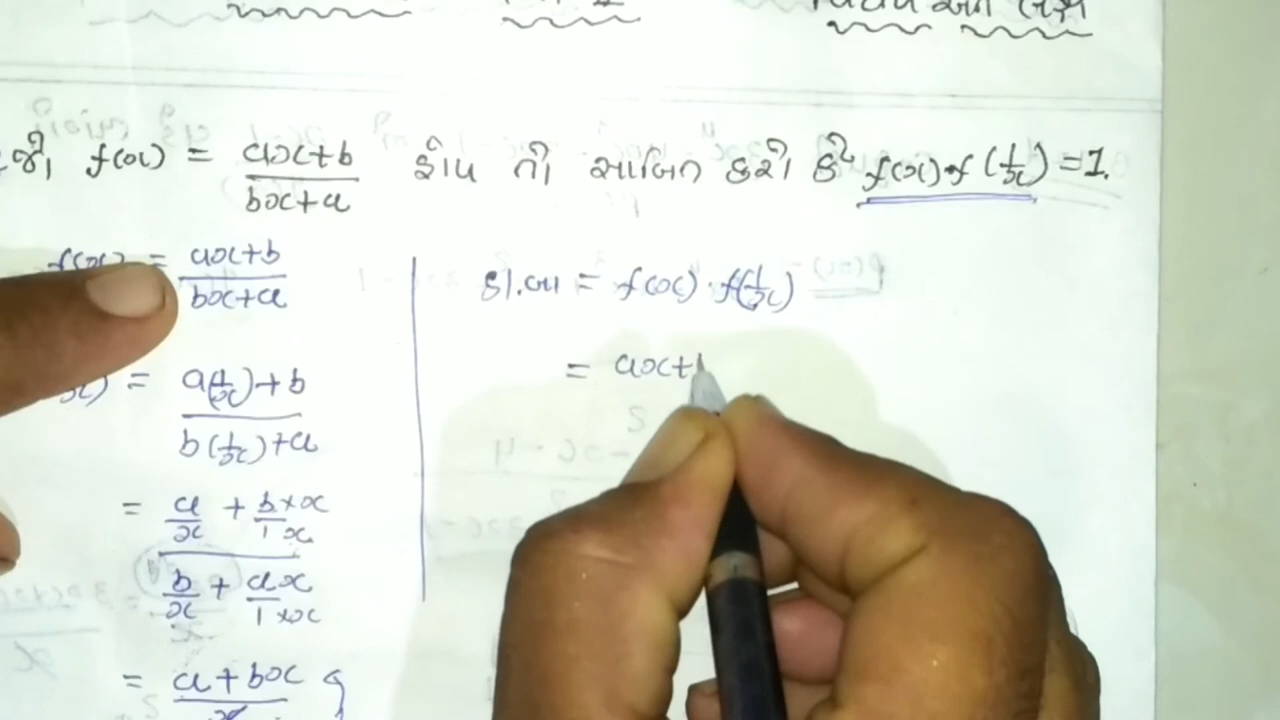 જો f(x) = ax+b / bx+a હોય તો સાબિત કરો કે f(x)·f(1/x) = 1.
f(x) = ax+b / bx+a
= a(1/x)+b / b(1/x)+a
= a/x + b×x/1×x / b/x + a×x/1×x
= a+bx / x
ડા.બા = f(x)·f(1/x)
= ax+